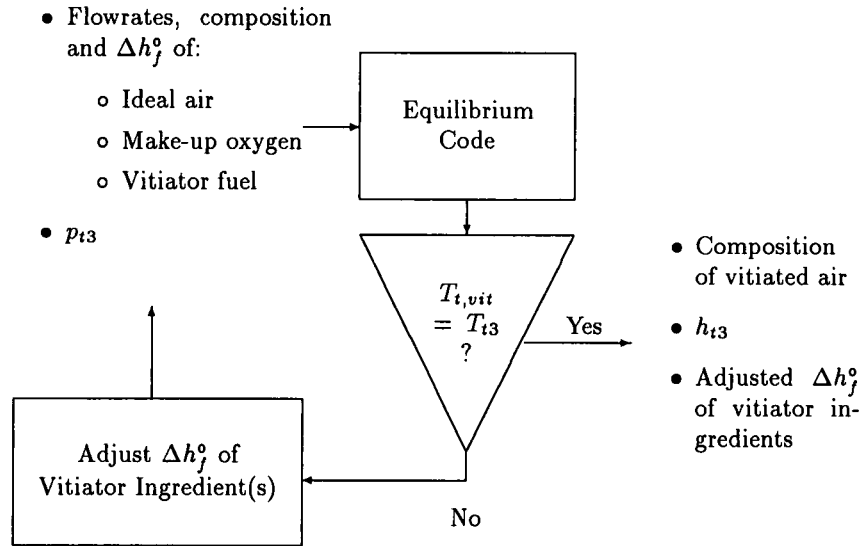 • Flowrates, composition
and Δh°f of:
o Ideal air
o Make-up oxygen
o Vitiator fuel
• pt3
Equilibrium
Code
Tt,vit
= Tt3
?
Yes
• Composition
of vitiated air
• ht3
• Adjusted Δh°f
of vitiator in-
gredients
Adjust Δh°f of
Vitiator Ingredient(s)
No